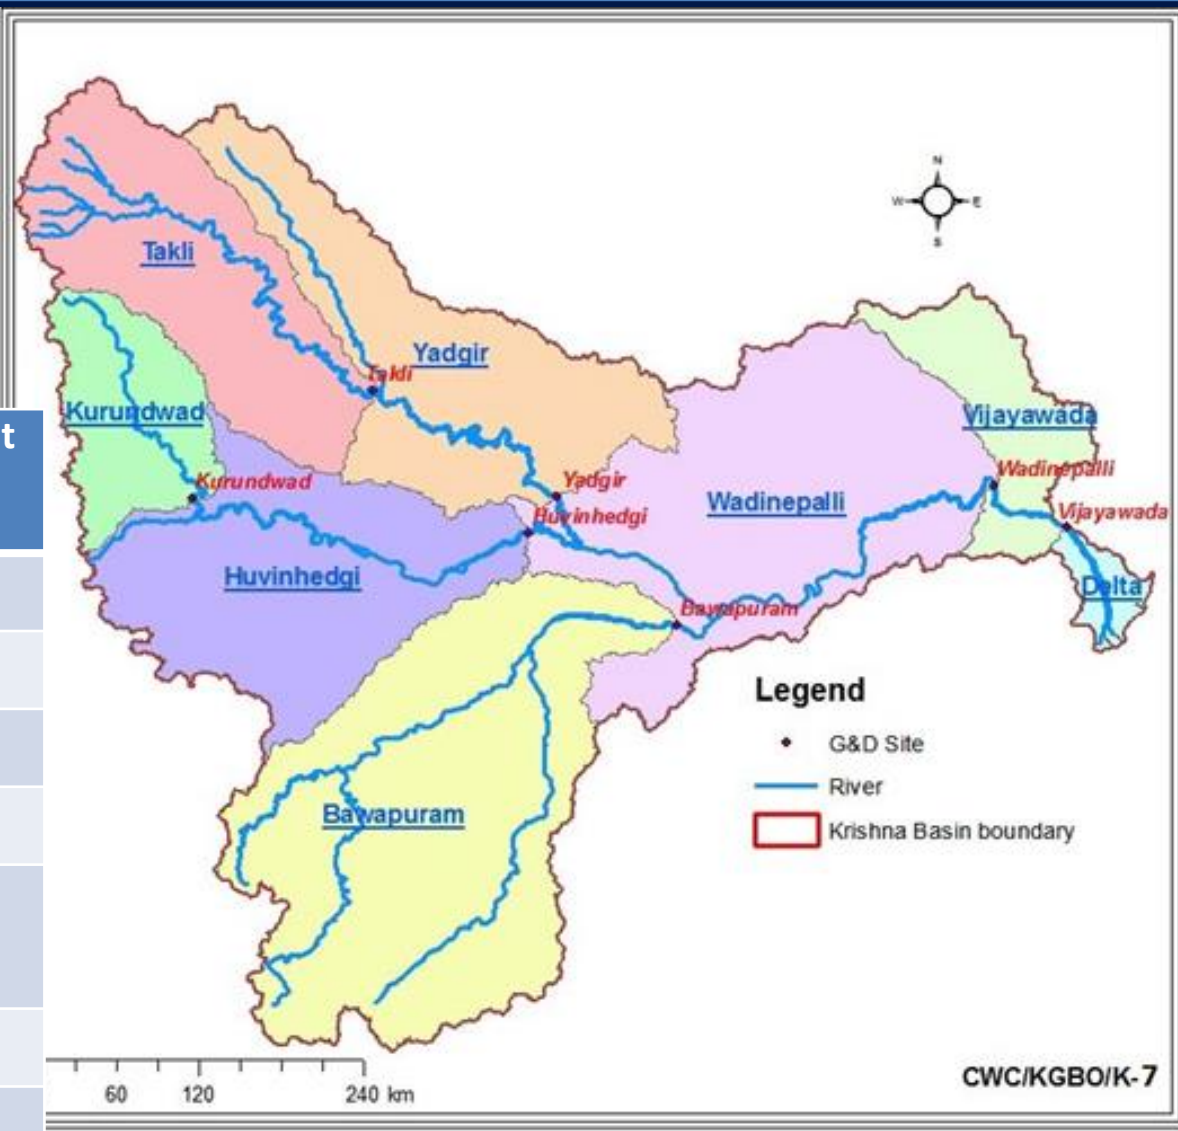 N
W
E
S
Takli
Yadgir
Takli
Kurundwad
Vijayawada
t
Wadinepalli
Kurundwad
Yadgir
Wadinepalli
Vijayawada
Huvinhedgi
Huvinhedgi
Delta
Bawapuram
Legend
G&D Site
River
Bawapuram
Krishna Basin boundary
60 120 240 km
CWC/KGBO/K-7